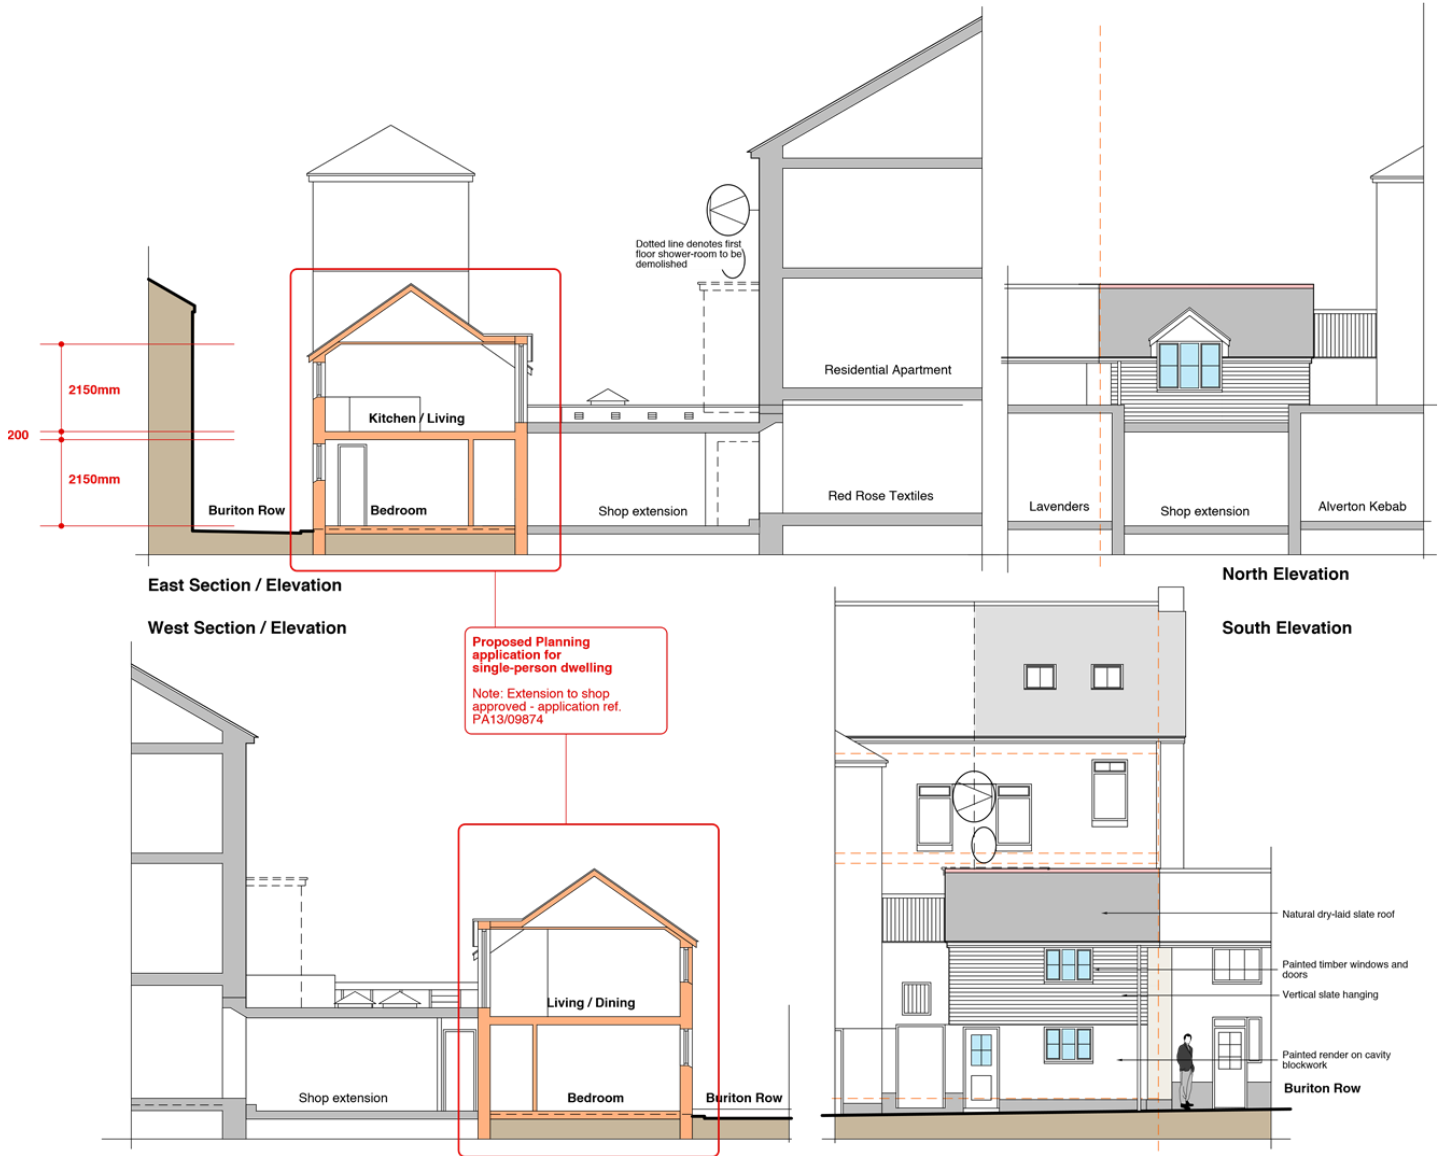 Dotted line denotes first
floor shower-room to be
demolished
2150mm
200
2150mm
Kitchen / Living
Bedroom
Buriton Row
Shop extension
Residential Apartment
Red Rose Textiles
Lavenders
Shop extension
Alverton Kebab
East Section / Elevation
North Elevation
West Section / Elevation
South Elevation
Proposed Planning
application for
single-person dwelling
Note: Extension to shop
approved - application ref.
PA13/09874
Living / Dining
Shop extension
Bedroom
Buriton Row
Natural dry-laid slate roof
Painted timber windows and
doors
Vertical slate hanging
Painted render on cavity
blockwork
Buriton Row